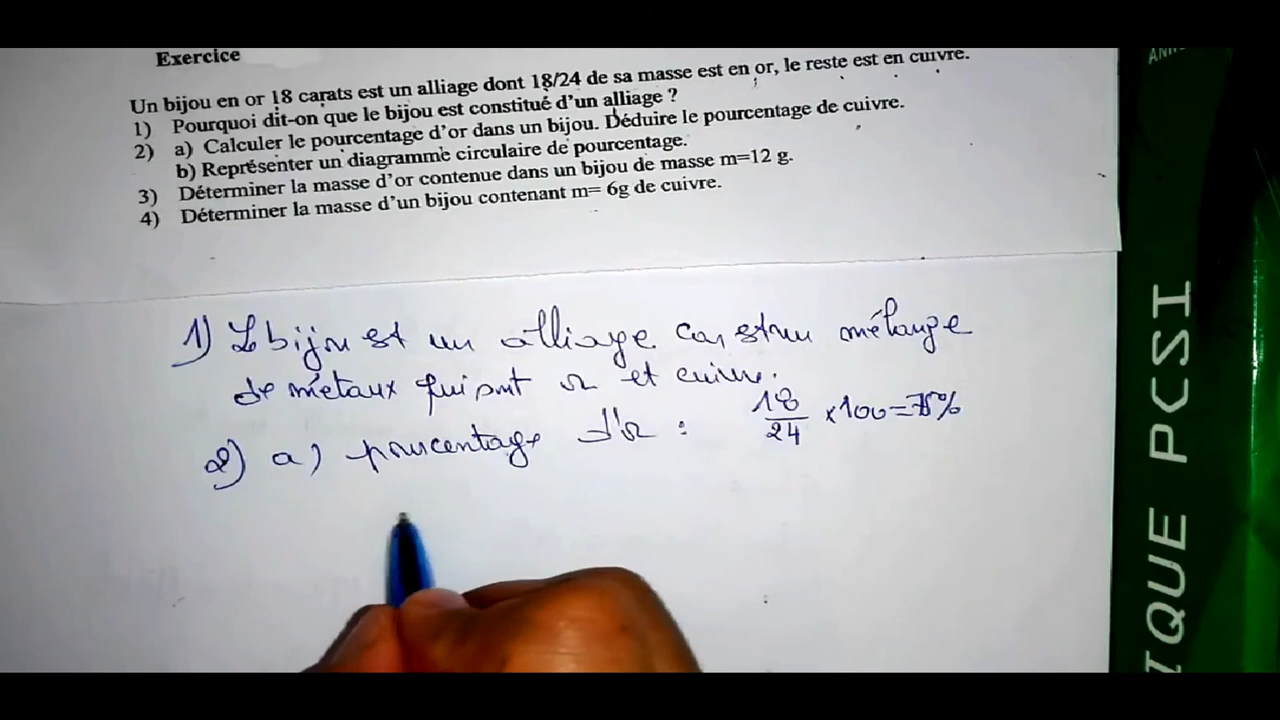 Exercice
Un bijou en or 18 carats est un alliage dont 18/24 de sa masse est en or, le reste est en cuivre.
1) Pourquoi dit-on que le bijou est constitué d'un alliage ?
2) a) Calculer le pourcentage d'or dans un bijou. Déduire le pourcentage de cuivre.
b) Représenter un diagramme circulaire de pourcentage.
3) Déterminer la masse d'or contenue dans un bijou de masse m=12 g.
4) Déterminer la masse d'un bijou contenant m= 6g de cuivre.
1) L bijou est un alliage car, est un mélange
de métaux qui sont or et cuivre.
2) a) pourcentage d'or : 18/24 x100=75%
ANN
IQUE PCSI